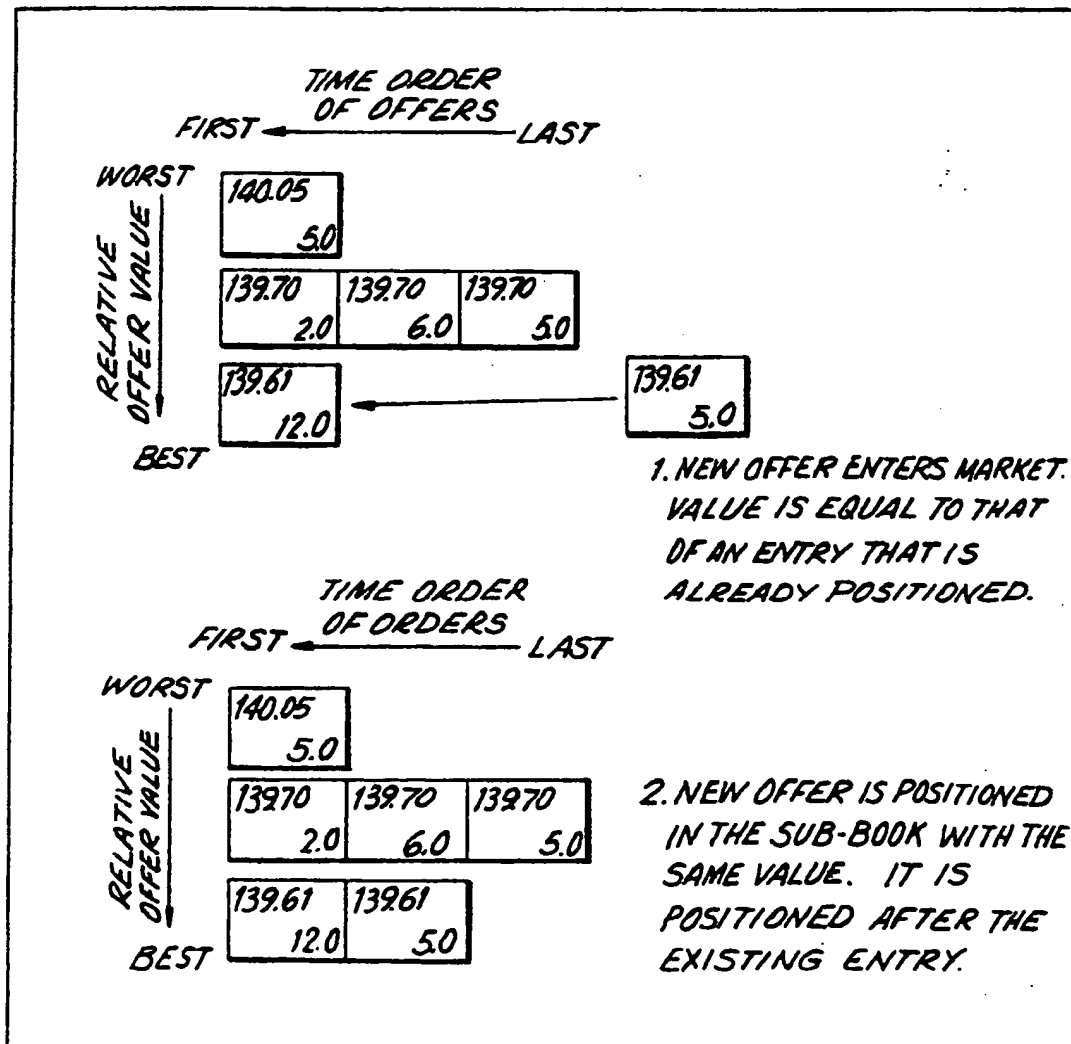 TIME ORDER
OF OFFERS
FIRST LAST
WORST
RELATIVE
OFFER VALUE
140.05
5.0
139.70 139.70 139.70
2.0 6.0 5.0
139.61 139.61
12.0 5.0
BEST
1. NEW OFFER ENTERS MARKET.
VALUE IS EQUAL TO THAT
OF AN ENTRY THAT IS
ALREADY POSITIONED.
TIME ORDER
OF ORDERS
FIRST LAST
WORST
RELATIVE
OFFER VALUE
140.05
5.0
139.70 139.70 139.70
2.0 6.0 5.0
139.61 139.61
12.0 5.0
BEST
2. NEW OFFER IS POSITIONED
IN THE SUB-BOOK WITH THE
SAME VALUE. IT IS
POSITIONED AFTER THE
EXISTING ENTRY.